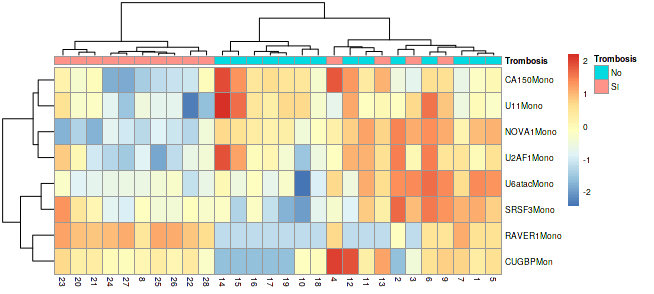 Trombosis
CA150Mono
U11Mono
NOVA1Mono
U2AF1Mono
U6atacMono
SRSF3Mono
RAVER1Mono
CUGBPMon
23 20 21 24 27 8 25 26 22 28 14 15 16 17 19 10 18 4 12 11 13 2 3 6 9 7 1 5
2
1
0
-1
-2
Trombosis
No
SI